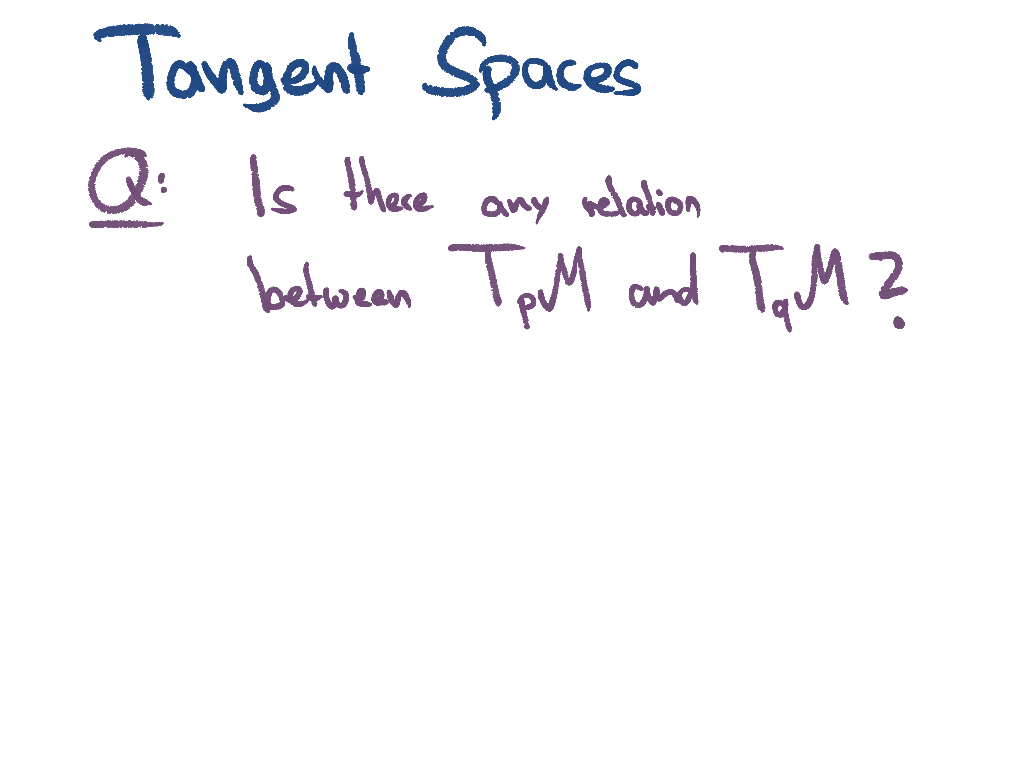 Tangent Spaces
Q: Is there any relation
between TpM and TqM?